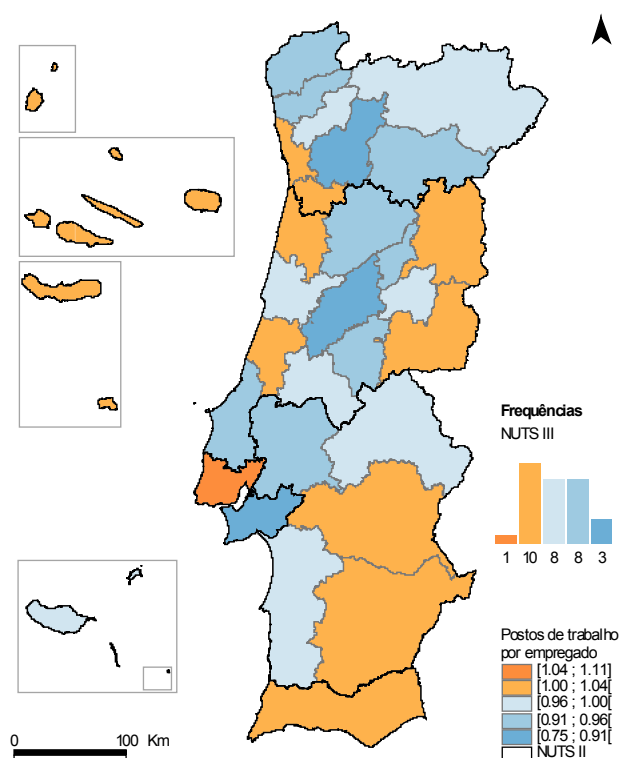 Frequências
NUTS III
1 10 8 8 3
Postos de trabalho
por empregado
[1.04 ; 1.11]
[1.00 ; 1.04[
[0.96 ; 1.00[
[0.91 ; 0.96[
[0.75 ; 0.91[
NUTS II
0 100 Km